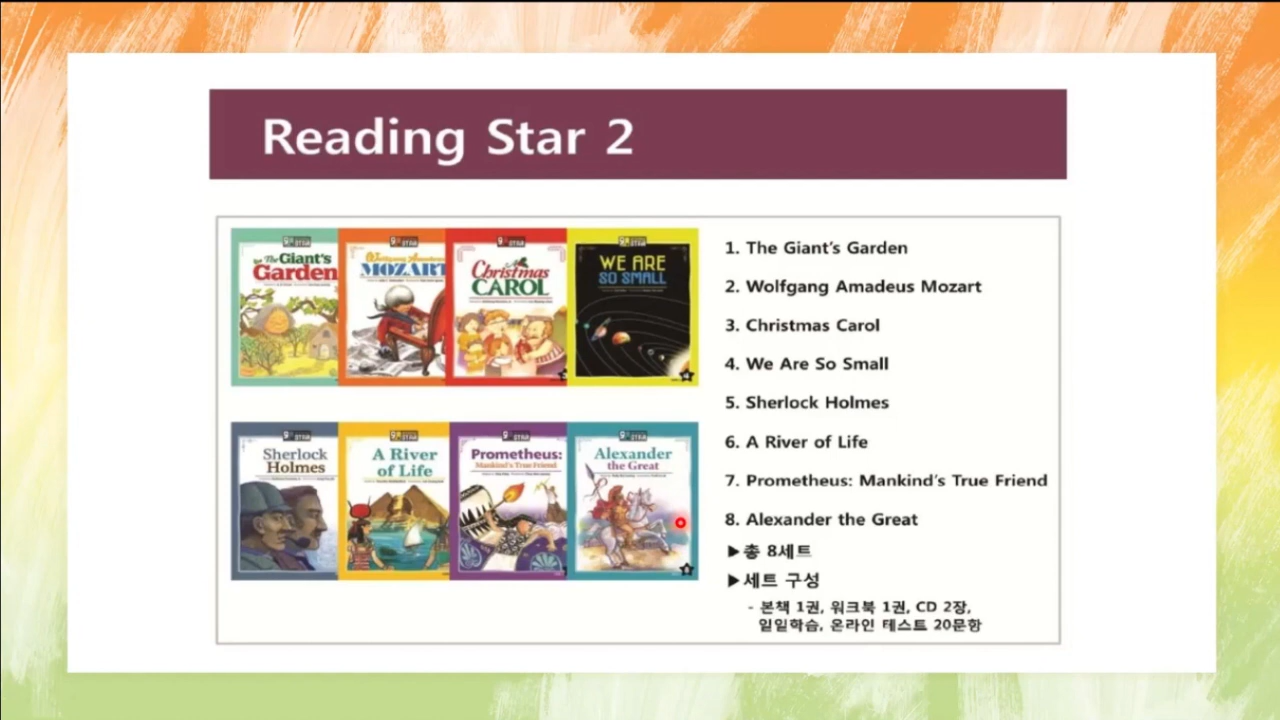 Reading Star 2
The Giant's
Garden
Wolfgang Amadeus
MOZART
Christmas
CAROL
WE ARE
SO SMALL
Sherlock
Holmes
A River
of Life
Prometheus:
Mankind's True Friend
Alexander
the Great
1. The Giant's Garden
2. Wolfgang Amadeus Mozart
3. Christmas Carol
4. We Are So Small
5. Sherlock Holmes
6. A River of Life
7. Prometheus: Mankind's True Friend
8. Alexander the Great
▶총 8세트
▶세트 구성
- 본책 1권, 워크북 1권, CD 2장,
일일학습, 온라인 테스트 20문항